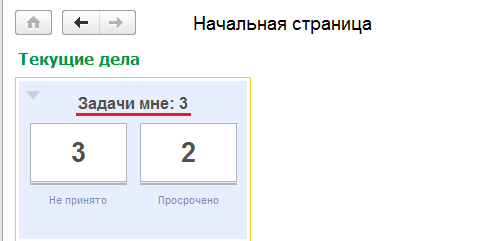 Начальная страница
Текущие дела
Задачи мне: 3
3 2
Не принято Просрочено